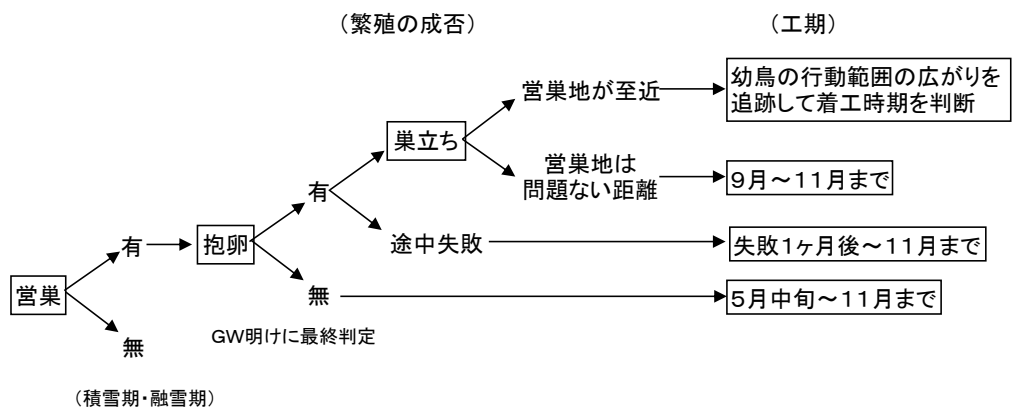 （繁殖の成否）
（工期）
営巣地が至近
幼鳥の行動範囲の広がりを
追跡して着工時期を判断
巣立ち
営巣地は
問題ない距離
９月～１１月まで
有
途中失敗
失敗１ヶ月後～１１月まで
有
抱卵
営巣
無
５月中旬～１１月まで
GW明けに最終判定
無
（積雪期・融雪期）